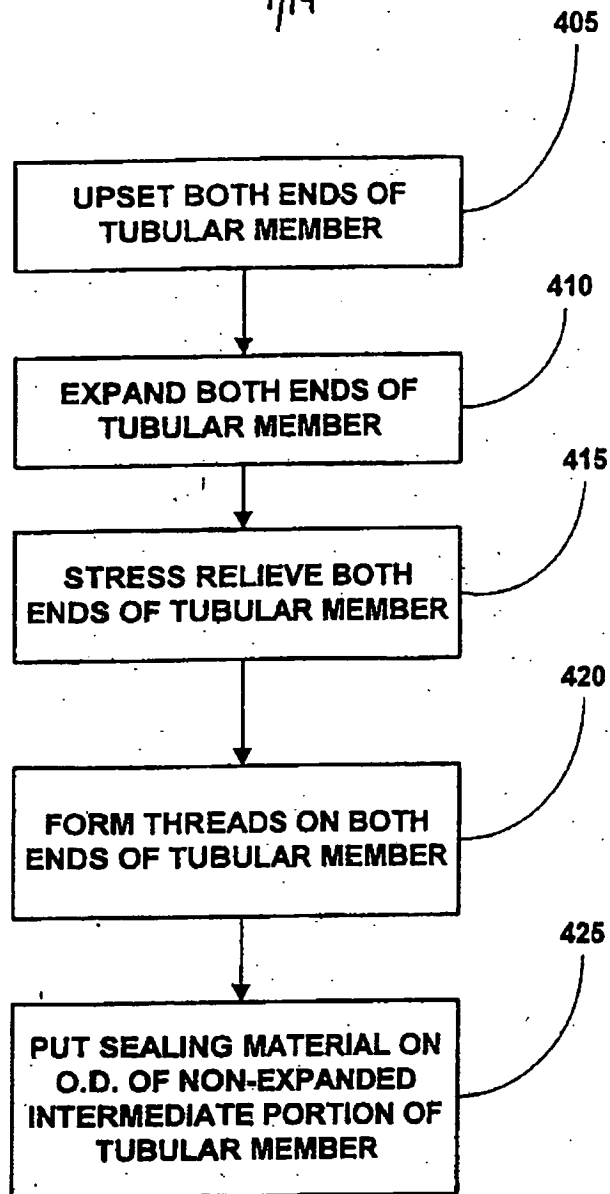 405
UPSET BOTH ENDS OF
TUBULAR MEMBER
410
EXPAND BOTH ENDS OF
TUBULAR MEMBER
415
STRESS RELIEVE BOTH
ENDS OF TUBULAR MEMBER
420
FORM THREADS ON BOTH
ENDS OF TUBULAR MEMBER
425
PUT SEALING MATERIAL ON
O.D. OF NON-EXPANDED
INTERMEDIATE PORTION OF
TUBULAR MEMBER